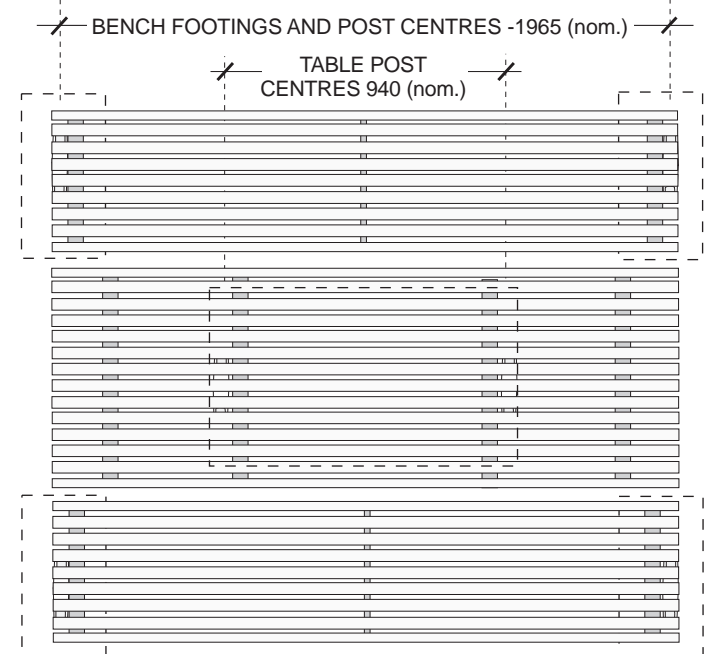 BENCH FOOTINGS AND POST CENTRES -1965 (nom.)
TABLE POST
CENTRES 940 (nom.)